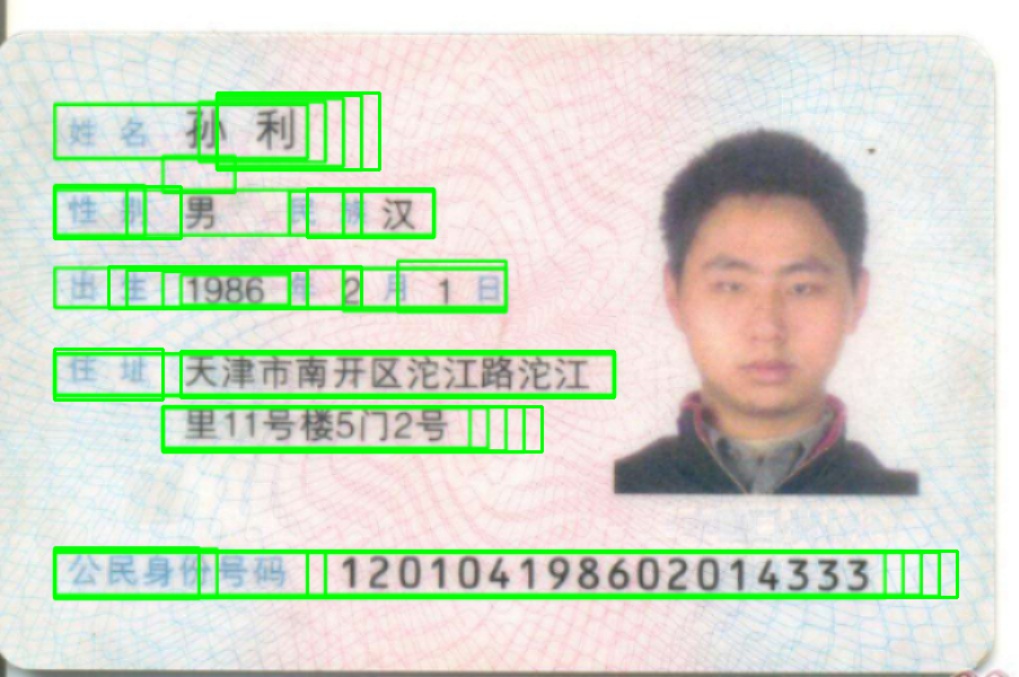 姓名 孙利
性别 男 民族 汉
出生 1986 年 2 月 1 日
住址 天津市南开区沱江路沱江
里11号楼5门2号
公民身份号码 120104198602014333